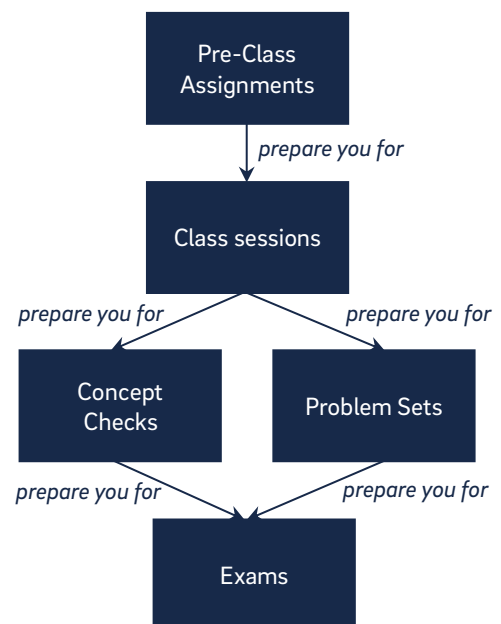 Pre-Class
Assignments
prepare you for
Class sessions
prepare you for
prepare you for
Concept
Checks
Problem Sets
prepare you for
prepare you for
Exams